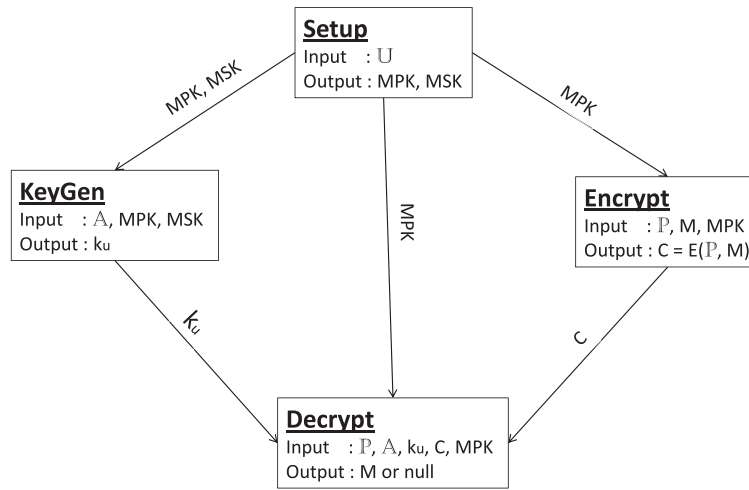 Setup
Input : 𝕌
Output : MPK, MSK
MPK, MSK
MPK
KeyGen
Input : 𝔸, MPK, MSK
Output : ku
MPK
Encrypt
Input : ℙ, M, MPK
Output : C = E(ℙ, M)
ku
C
Decrypt
Input : ℙ, 𝔸, ku, C, MPK
Output : M or null